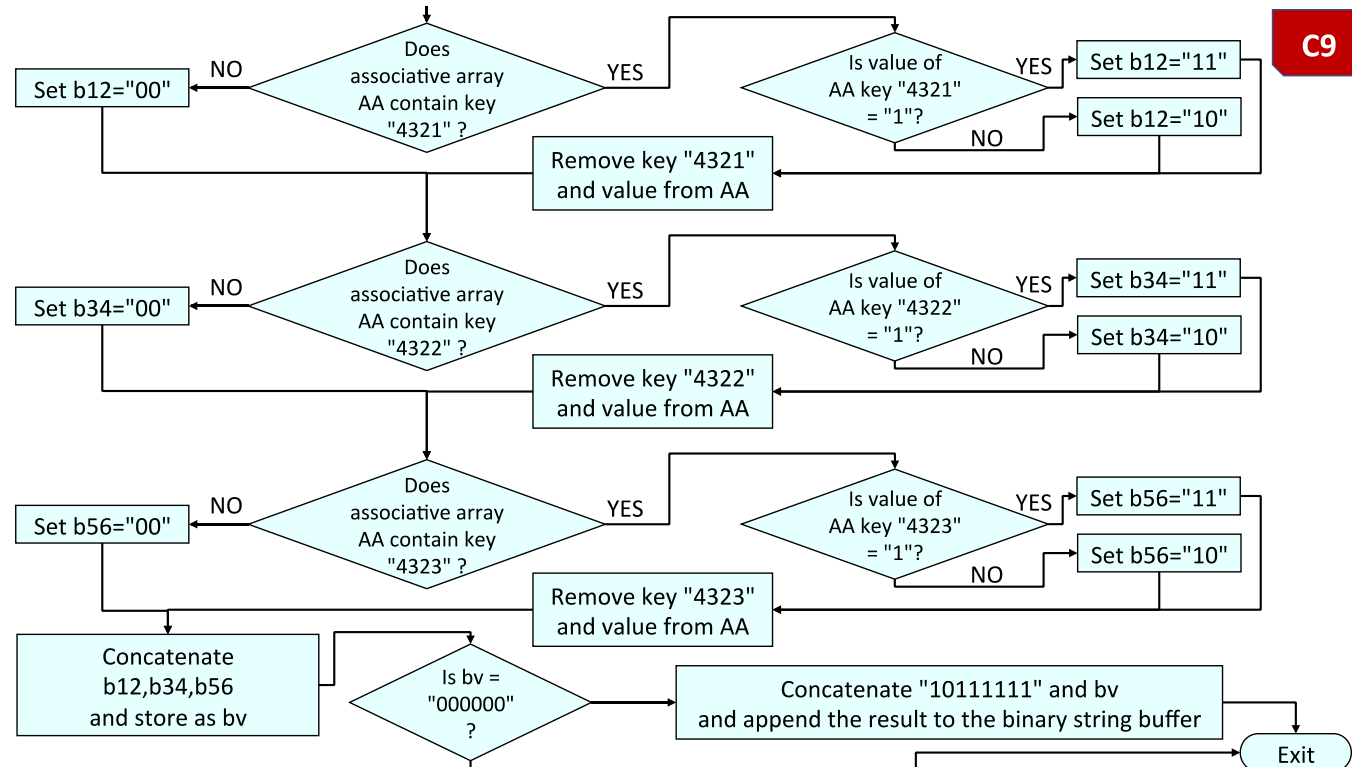 C9
Does
associative array
AA contain key
"4321" ?
NO
Set b12="00"
YES
Is value of
AA key "4321"
= "1"?
YES
Set b12="11"
NO
Set b12="10"
Remove key "4321"
and value from AA
Does
associative array
AA contain key
"4322" ?
NO
Set b34="00"
YES
Is value of
AA key "4322"
= "1"?
YES
Set b34="11"
NO
Set b34="10"
Remove key "4322"
and value from AA
Does
associative array
AA contain key
"4323" ?
NO
Set b56="00"
YES
Is value of
AA key "4323"
= "1"?
YES
Set b56="11"
NO
Set b56="10"
Remove key "4323"
and value from AA
Concatenate
b12,b34,b56
and store as bv
Is bv =
"000000"
?
Concatenate "10111111" and bv
and append the result to the binary string buffer
Exit